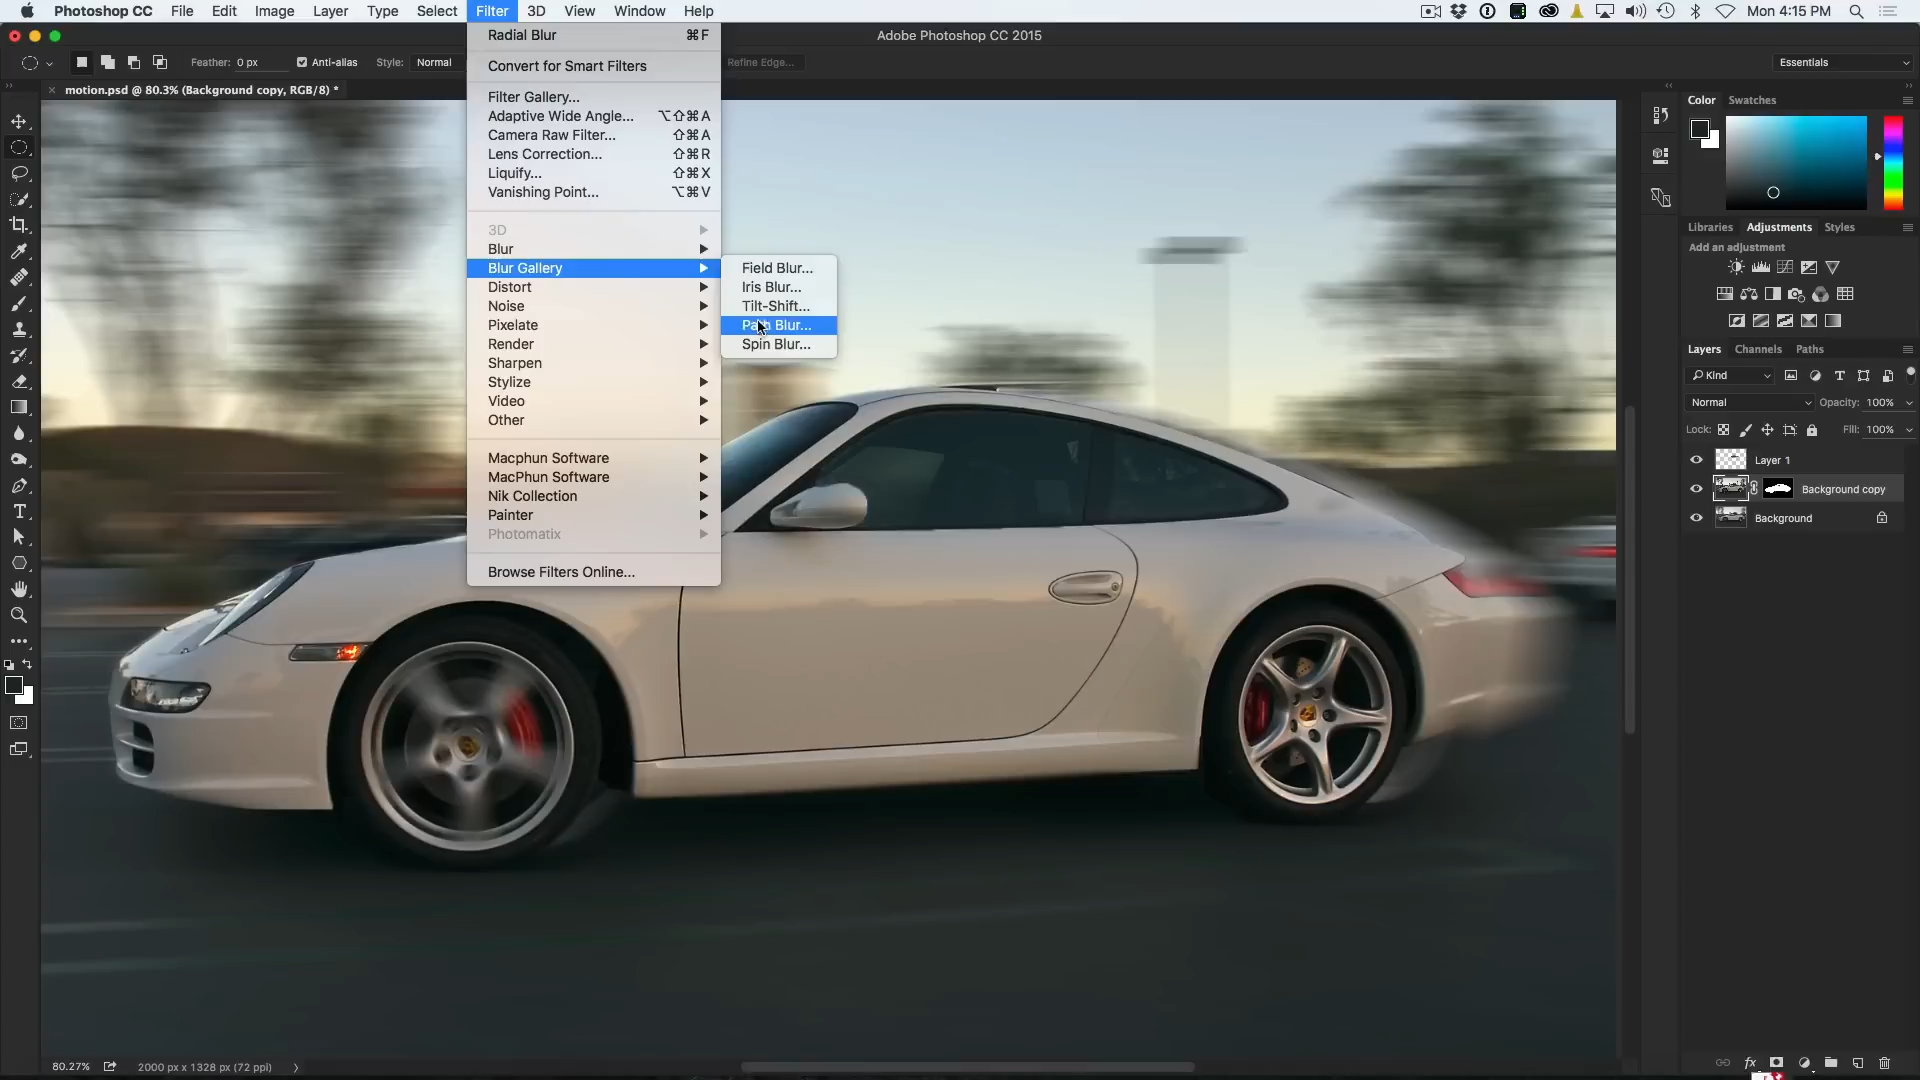 Photoshop CC File Edit Image Layer Type Select Filter 3D View Window Help Mon 4:15 PM
Adobe Photoshop CC 2015
Feather: 0 px Anti-alias Style: Normal Refine Edge... Essentials
motion.psd @ 80.3% (Background copy, RGB/8) *
Radial Blur ⌘F
Convert for Smart Filters
Filter Gallery...
Adaptive Wide Angle... ⌥⇧⌘A
Camera Raw Filter... ⇧⌘A
Lens Correction... ⇧⌘R
Liquify... ⇧⌘X
Vanishing Point... ⌥⌘V
3D
Blur
Blur Gallery
Distort
Noise
Pixelate
Render
Sharpen
Stylize
Video
Other
Macphun Software
MacPhun Software
Nik Collection
Painter
Photomatix
Browse Filters Online...
Field Blur...
Iris Blur...
Tilt-Shift...
Path Blur...
Spin Blur...
Color Swatches
Libraries Adjustments Styles
Add an adjustment
Layers Channels Paths
Kind
Normal Opacity: 100%
Lock: Fill: 100%
Layer 1
Background copy
Background
80.27% 2000 px x 1328 px (72 ppi)